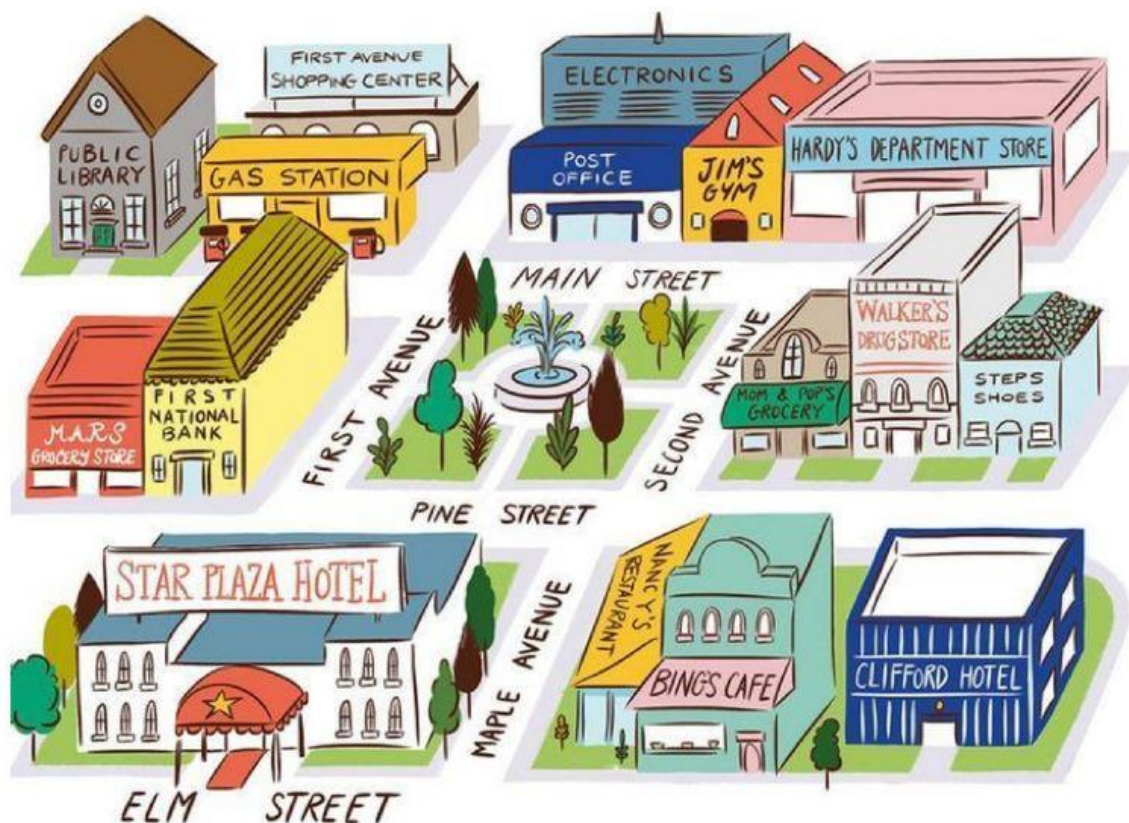 FIRST AVENUE
SHOPPING CENTER
ELECTRONICS
PUBLIC
LIBRARY
GAS STATION
POST
OFFICE
JIM'S
GYM
HARDY'S DEPARTMENT STORE
MAIN STREET
MARS
GROCERY STORE
FIRST
NATIONAL
BANK
FIRST AVENUE
SECOND AVENUE
MOM & POP'S
GROCERY
WALKER'S
DRUGSTORE
STEPS
SHOES
PINE STREET
STAR PLAZA HOTEL
MAPLE AVENUE
NANCY'S
RESTAURANT
BING'S CAFE
CLIFFORD HOTEL
ELM STREET